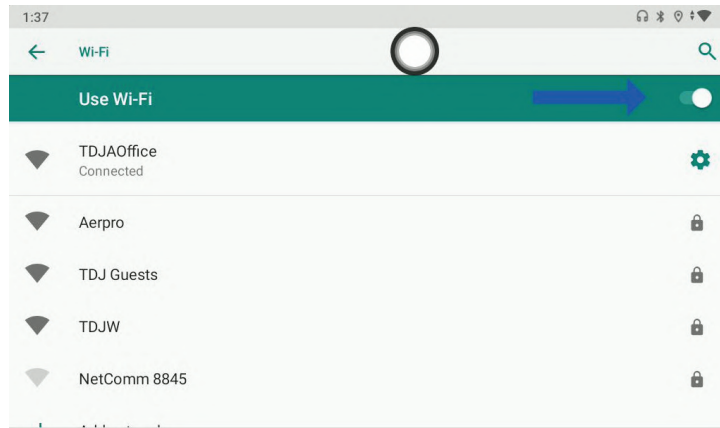 1:37
Wi-Fi
Use Wi-Fi
TDJAOffice
Connected
Aerpro
TDJ Guests
TDJW
NetComm 8845